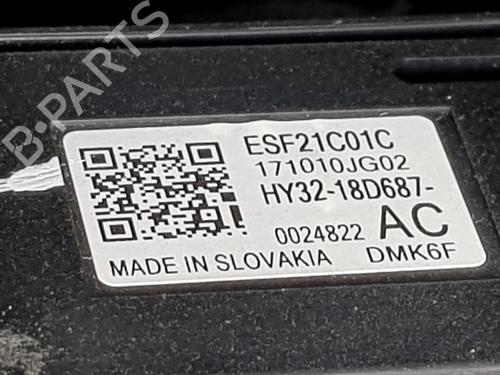 B-PARTS
ESF21C01C
171010JG02
HY32-18D687-
0024822 AC
MADE IN SLOVAKIA DMK6F